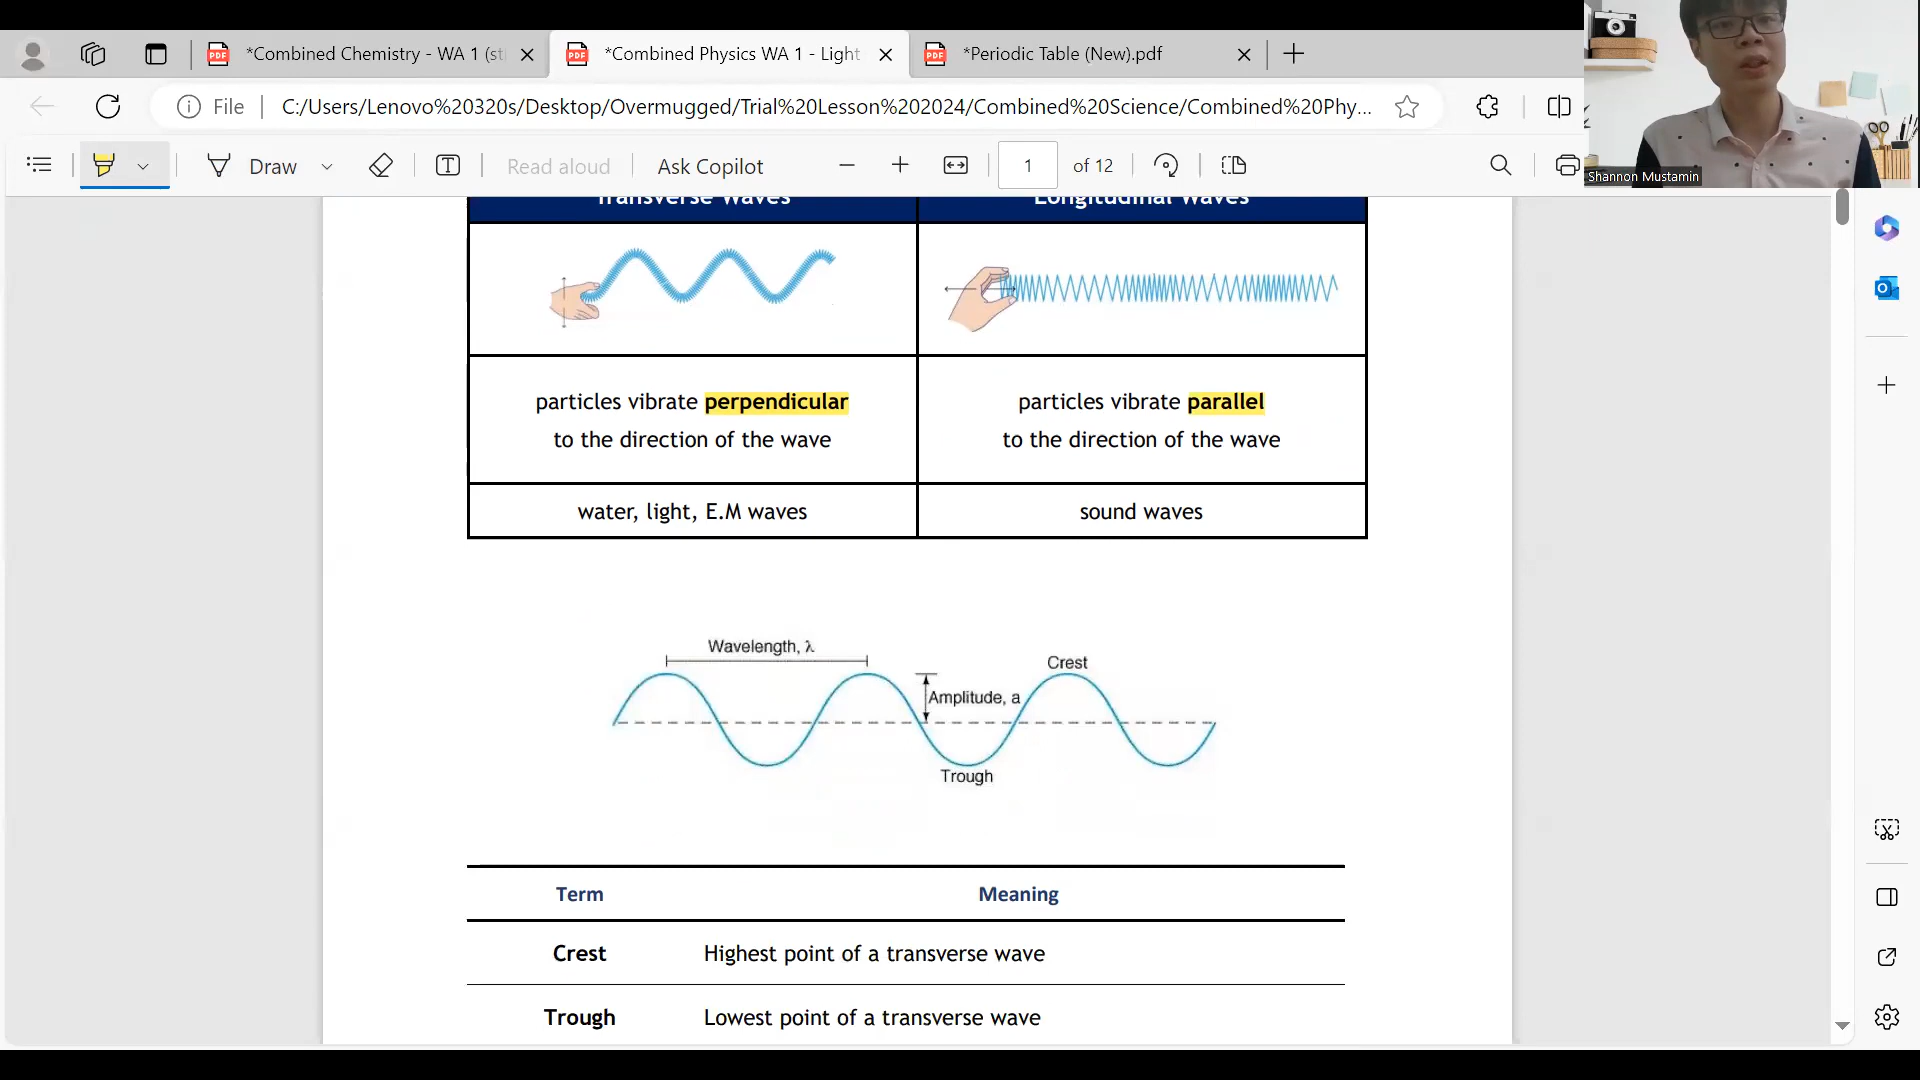 *Combined Chemistry - WA 1 (st
*Combined Physics WA 1 - Light
*Periodic Table (New).pdf
File
C:/Users/Lenovo%20320s/Desktop/Overmugged/Trial%20Lesson%202024/Combined%20Science/Combined%20Phy...
Draw
Read aloud
Ask Copilot
1
of 12
Shannon Mustamin
Transverse Waves
Longitudinal Waves
particles vibrate perpendicular
to the direction of the wave
particles vibrate parallel
to the direction of the wave
water, light, E.M waves
sound waves
Wavelength, λ
Crest
Amplitude, a
Trough
Term
Meaning
Crest
Highest point of a transverse wave
Trough
Lowest point of a transverse wave